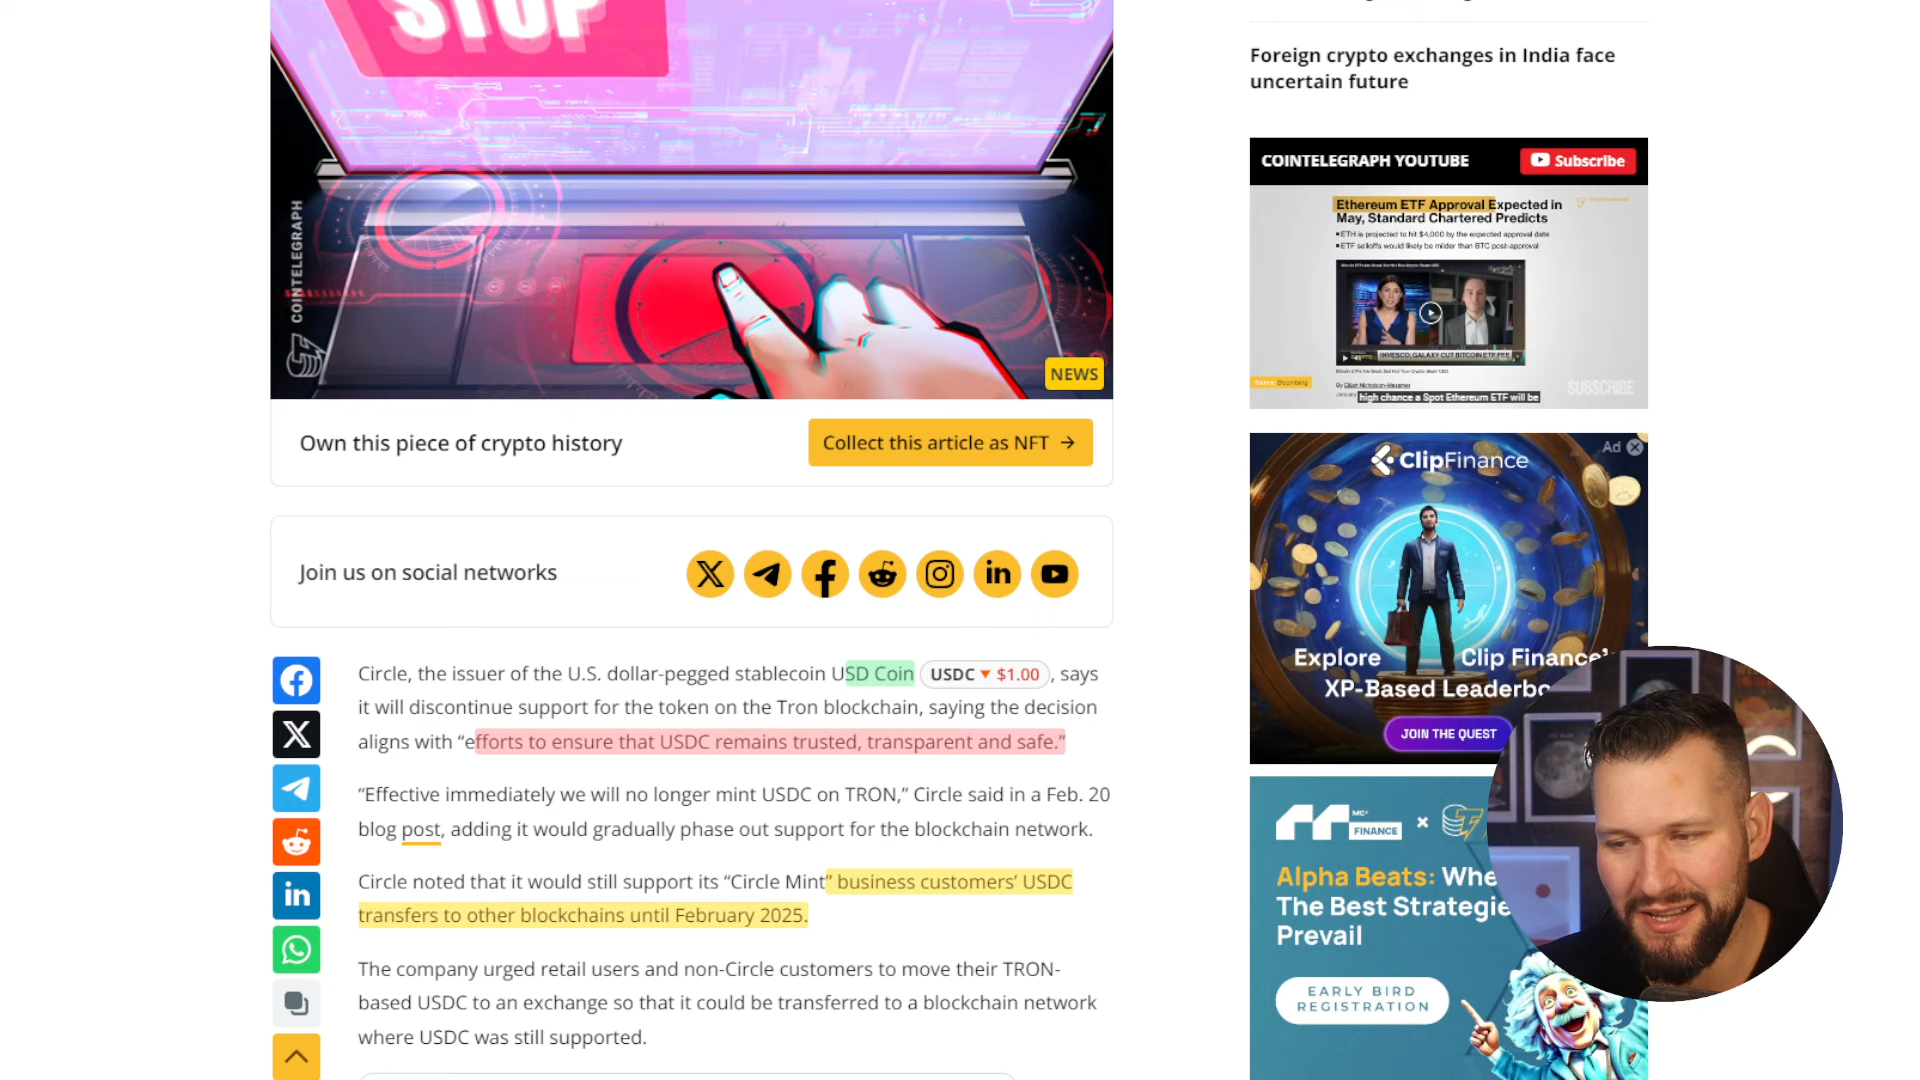 STOP
COINTELEGRAPH
NEWS
Own this piece of crypto history
Collect this article as NFT →
Join us on social networks
Circle, the issuer of the U.S. dollar-pegged stablecoin USD Coin USDC ▼ $1.00 , says
it will discontinue support for the token on the Tron blockchain, saying the decision
aligns with “efforts to ensure that USDC remains trusted, transparent and safe.”
“Effective immediately we will no longer mint USDC on TRON,” Circle said in a Feb. 20
blog post, adding it would gradually phase out support for the blockchain network.
Circle noted that it would still support its “Circle Mint” business customers’ USDC
transfers to other blockchains until February 2025.
The company urged retail users and non-Circle customers to move their TRON-
based USDC to an exchange so that it could be transferred to a blockchain network
where USDC was still supported.
Foreign crypto exchanges in India face
uncertain future
COINTELEGRAPH YOUTUBE
Subscribe
Ethereum ETF Approval Expected in
May, Standard Chartered Predicts
ETH is projected to hit $4,000 by the expected approval date
ETF selloffs would likely be milder than BTC post-approval
INVESCO, GALAXY CUT BITCOIN ETF FEE
Source: Bloomberg
SUBSCRIBE
high chance a Spot Ethereum ETF will be
Ad
ClipFinance
Explore Clip Finance’
XP-Based Leaderbo
JOIN THE QUEST
MC²
FINANCE
Alpha Beats: Whe
The Best Strategie
Prevail
EARLY BIRD
REGISTRATION